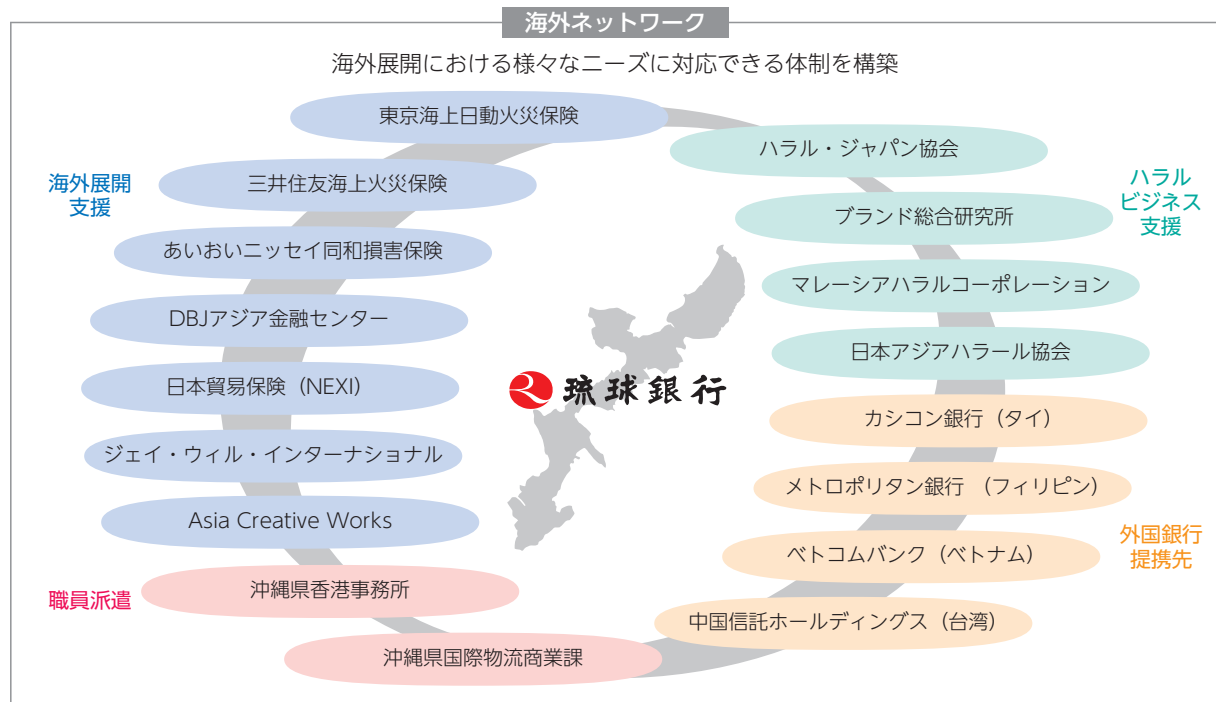 海外ネットワーク
海外展開における様々なニーズに対応できる体制を構築
海外展開
支援
東京海上日動火災保険
三井住友海上火災保険
あいおいニッセイ同和損害保険
DBJアジア金融センター
日本貿易保険（NEXI）
ジェイ・ウィル・インターナショナル
Asia Creative Works
職員派遣
沖縄県香港事務所
沖縄県国際物流商業課
琉球銀行
ハラル
ビジネス
支援
ハラル・ジャパン協会
ブランド総合研究所
マレーシアハラルコーポレーション
日本アジアハラール協会
外国銀行
提携先
カシコン銀行（タイ）
メトロポリタン銀行 （フィリピン）
ベトコムバンク（ベトナム）
中国信託ホールディングス（台湾）